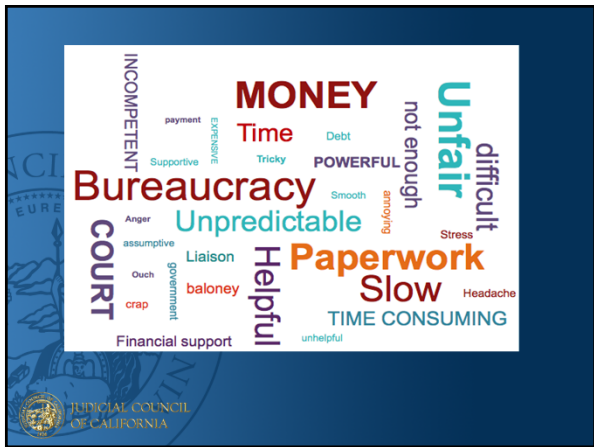 INCOMPETENT
MONEY
payment
EXPENSIVE
Time
Debt
Supportive
Tricky
POWERFUL
not enough
Unfair
difficult
Bureaucracy
Smooth
annoying
Anger
Unpredictable
Stress
COURT
assumptive
Liaison
Helpful
Paperwork
Ouch
government
baloney
Slow
Headache
crap
TIME CONSUMING
Financial support
unhelpful
JUDICIAL COUNCIL
OF CALIFORNIA